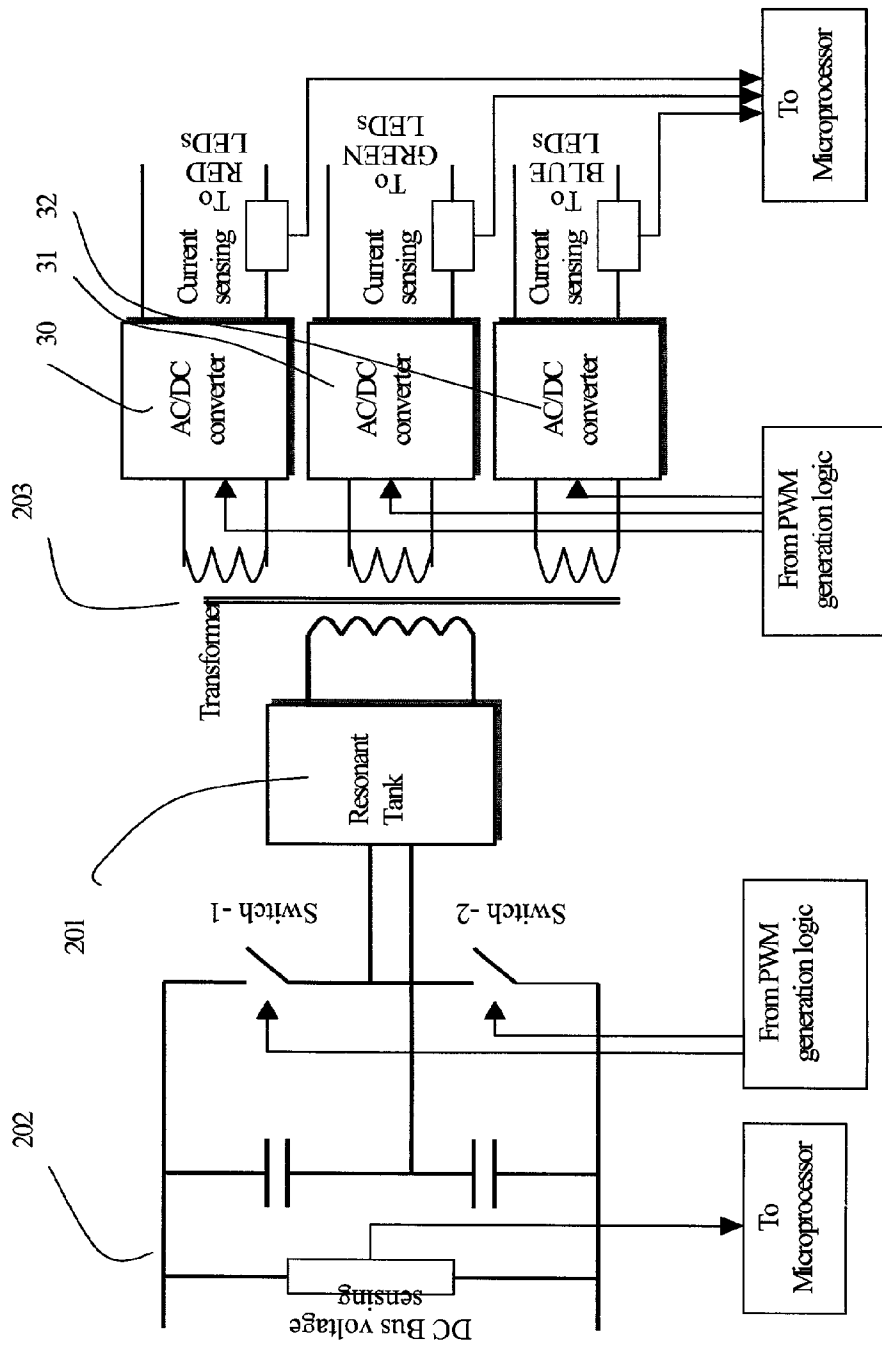 202
201
203
30
31
32
DC Bus voltage
sensing
Switch -1
Switch -2
Resonant
Tank
Transformer
AC/DC
converter
Current
sensing
To
RED
LEDs
AC/DC
converter
Current
sensing
To
GREEN
LEDs
AC/DC
converter
Current
sensing
To
BLUE
LEDs
To
Microprocessor
From PWM
generation logic
From PWM
generation logic
To
Microprocessor